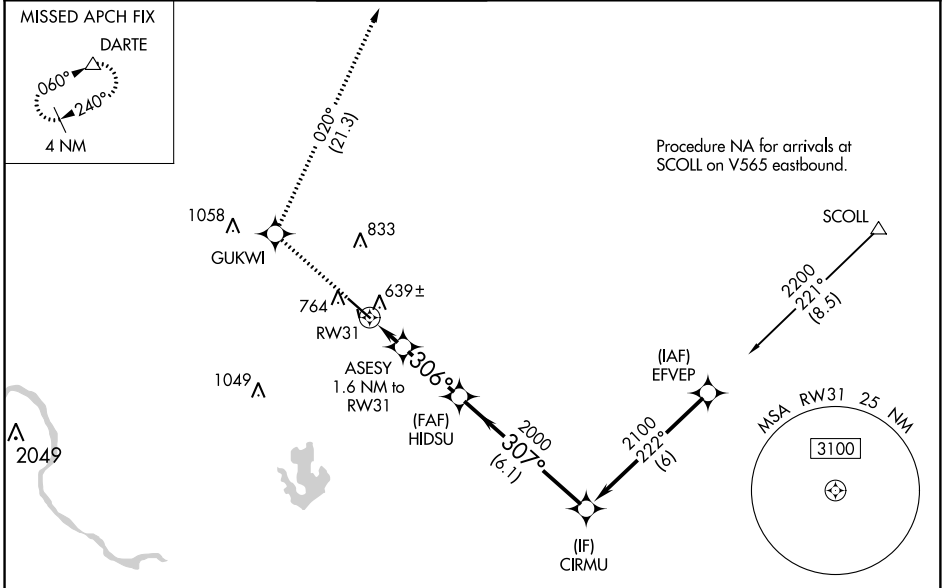 MISSED APCH FIX
DARTE
060°
240°
4 NM
020°
(21.3)
Procedure NA for arrivals at
SCOLL on V565 eastbound.
SCOLL
2200
221°
(8.5)
1058
GUKWI
833
764
639±
RW31
ASESY
1.6 NM to
RW31
306°
1049
(FAF)
HIDSU
2000
307°
(6.1)
(IAF)
EFVEP
2100
222°
(6)
(IF)
CIRMU
2049
MSA RW31 25 NM
3100